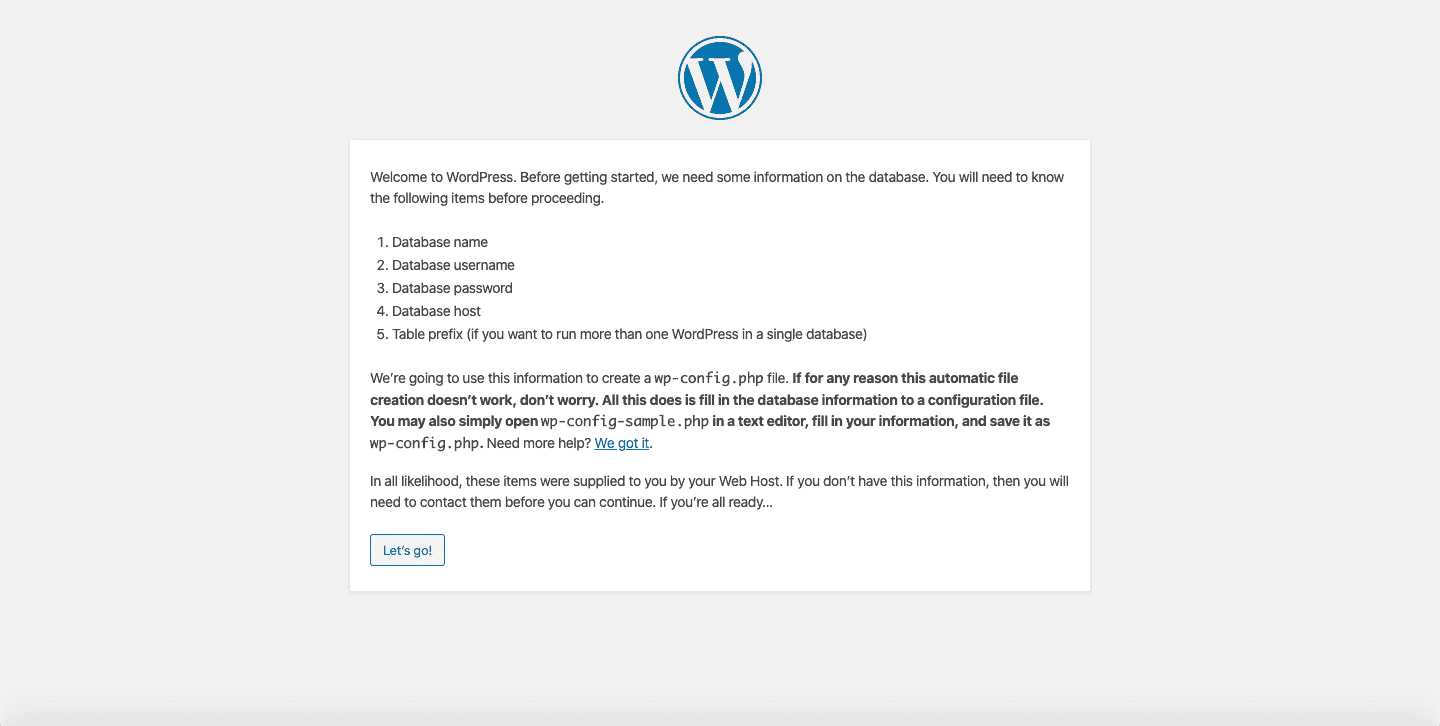 Welcome to WordPress. Before getting started, we need some information on the database. You will need to know
the following items before proceeding.
1. Database name
2. Database username
3. Database password
4. Database host
5. Table prefix (if you want to run more than one WordPress in a single database)
We’re going to use this information to create a wp-config.php file. If for any reason this automatic file
creation doesn’t work, don’t worry. All this does is fill in the database information to a configuration file.
You may also simply open wp-config-sample.php in a text editor, fill in your information, and save it as
wp-config.php. Need more help? We got it.
In all likelihood, these items were supplied to you by your Web Host. If you don’t have this information, then you will
need to contact them before you can continue. If you’re all ready…
Let’s go!